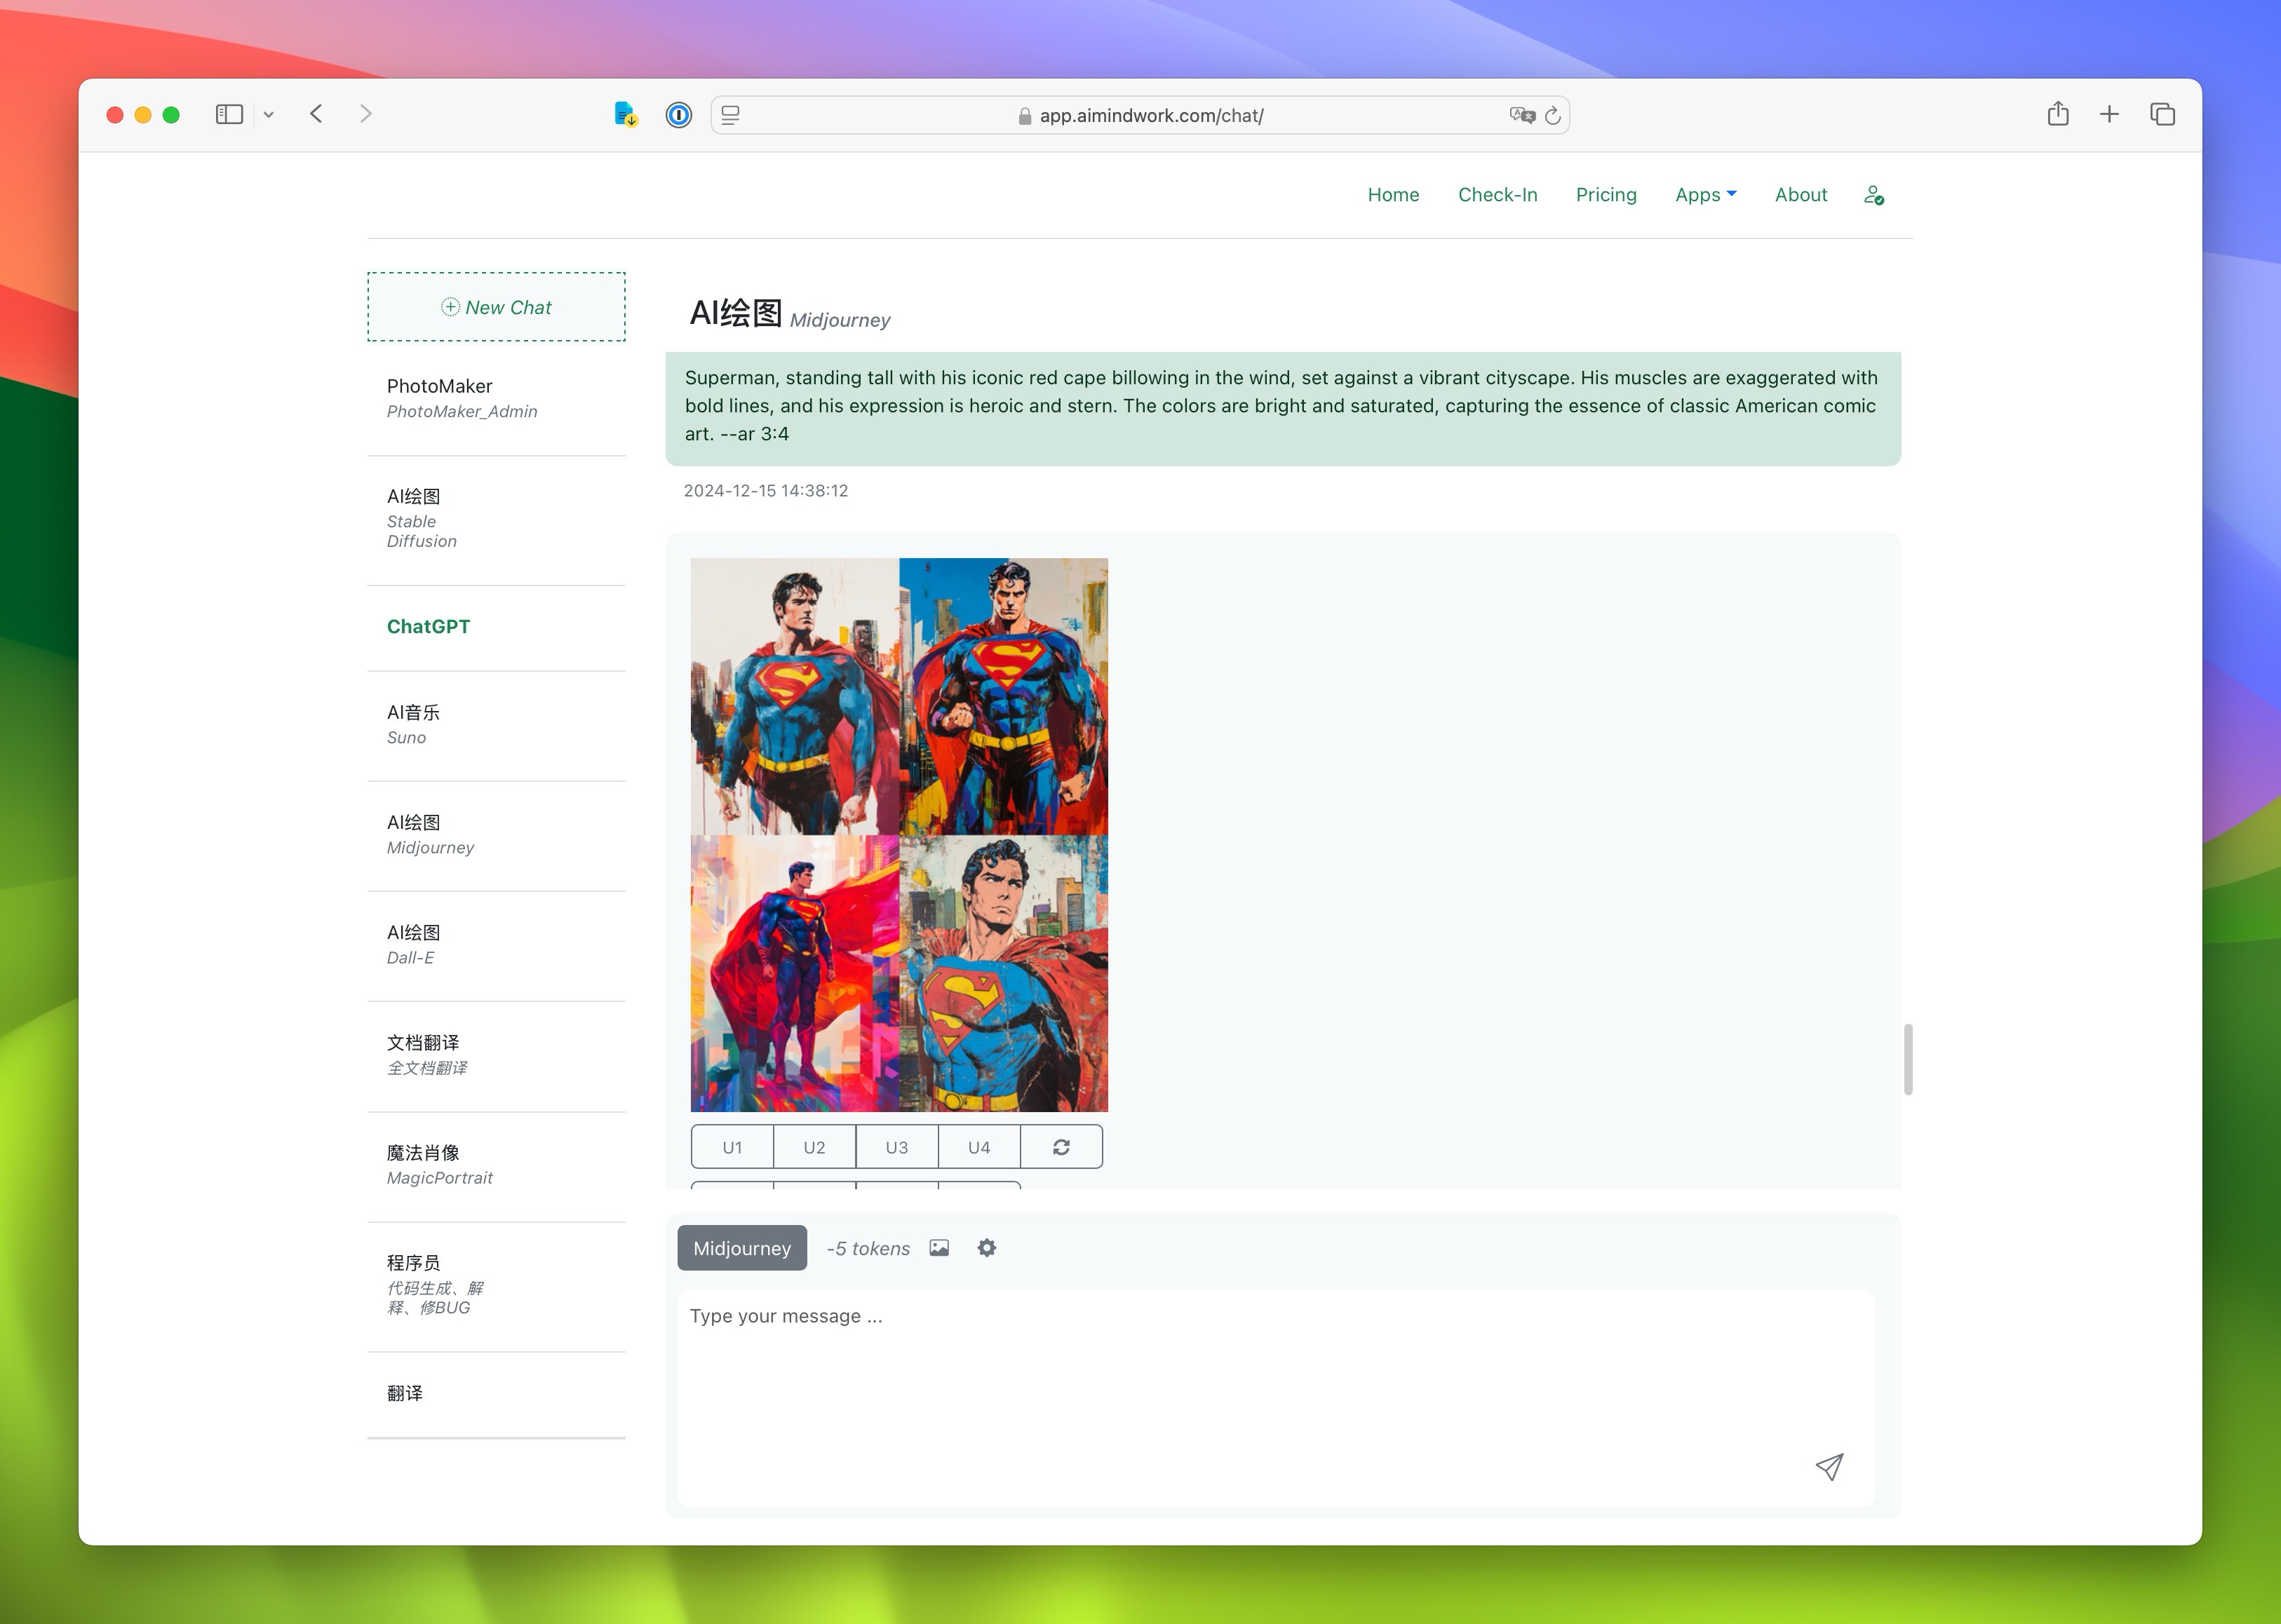 app.aimindwork.com/chat/
Home
Check-In
Pricing
Apps
About
New Chat
PhotoMaker
PhotoMaker_Admin
AI绘图
Stable
Diffusion
ChatGPT
AI音乐
Suno
AI绘图
Midjourney
AI绘图
Dall-E
文档翻译
全文档翻译
魔法肖像
MagicPortrait
程序员
代码生成、解
释、修BUG
翻译
AI绘图 Midjourney
Superman, standing tall with his iconic red cape billowing in the wind, set against a vibrant cityscape. His muscles are exaggerated with
bold lines, and his expression is heroic and stern. The colors are bright and saturated, capturing the essence of classic American comic
art. --ar 3:4
2024-12-15 14:38:12
S
S
S
S
U1
U2
U3
U4
Midjourney
-5 tokens
Type your message ...